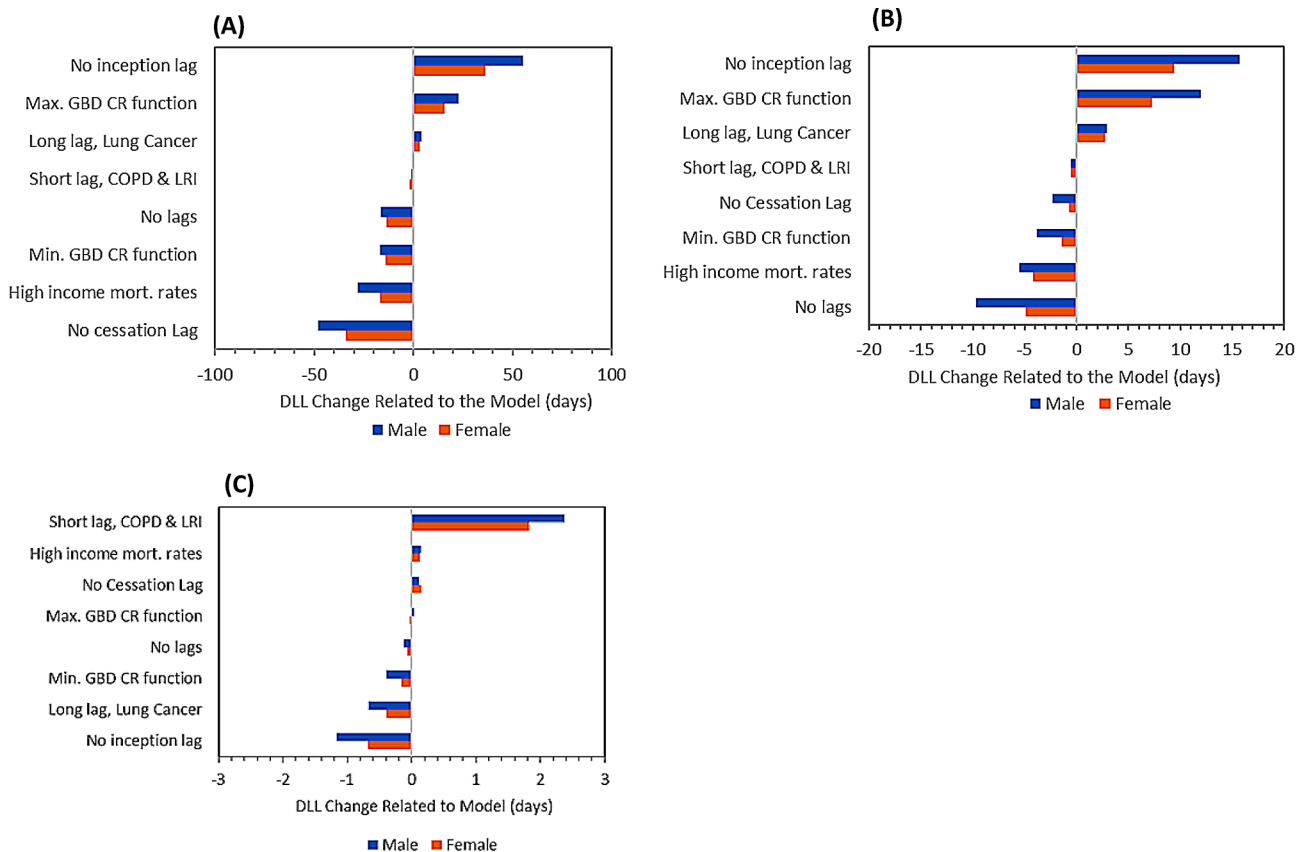 (A)
No inception lag
Max. GBD CR function
Long lag, Lung Cancer
Short lag, COPD & LRI
No lags
Min. GBD CR function
High income mort. rates
No cessation Lag
-100 -50 0 50 100
DLL Change Related to the Model (days)
Male Female
(B)
No inception lag
Max. GBD CR function
Long lag, Lung Cancer
Short lag, COPD & LRI
No Cessation Lag
Min. GBD CR function
High income mort. rates
No lags
-20 -15 -10 -5 0 5 10 15 20
DLL Change Related to the Model (days)
Male Female
(C)
Short lag, COPD & LRI
High income mort. rates
No Cessation Lag
Max. GBD CR function
No lags
Min. GBD CR function
Long lag, Lung Cancer
No inception lag
-3 -2 -1 0 1 2 3
DLL Change Related to Model (days)
Male Female